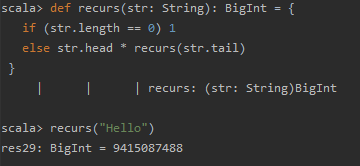 scala> def recurs(str: String): BigInt = {
if (str.length == 0) 1
else str.head * recurs(str.tail)
}
| | | recurs: (str: String)BigInt
scala> recurs("Hello")
res29: BigInt = 9415087488